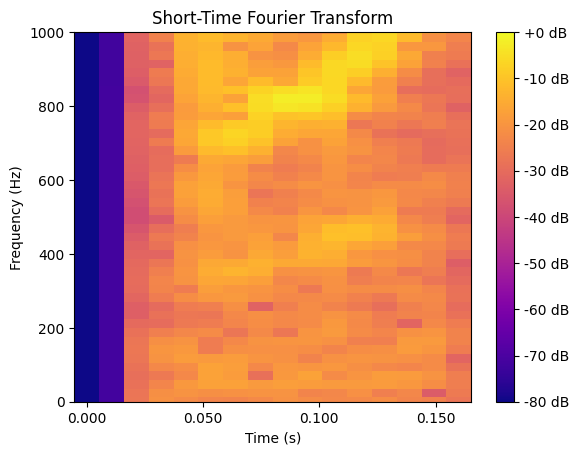 Short-Time Fourier Transform
Frequency (Hz)
1000
800
600
400
200
0
0.000
0.050
0.100
0.150
Time (s)
+0 dB
-10 dB
-20 dB
-30 dB
-40 dB
-50 dB
-60 dB
-70 dB
-80 dB